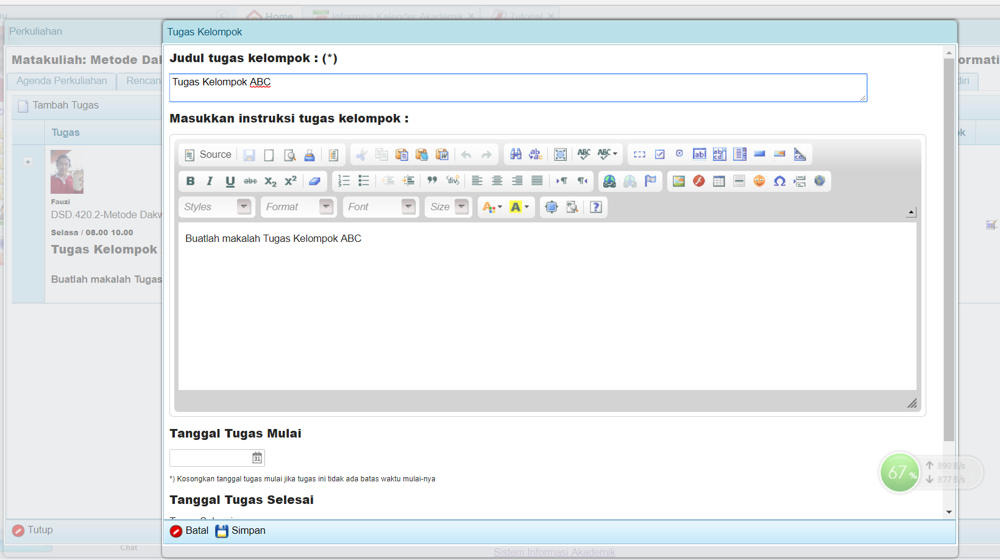 Home
Informasi Kalender Akademik
Tutorial
Perkuliahan
Tugas Kelompok
Matakuliah: Metode Dak
ormati
Agenda Perkuliahan
Rencan
diri
Tambah Tugas
Tugas
ok
Fauzi
DSD.420.2-Metode Dakw
Selasa / 08.00 10.00
Tugas Kelompok
Buatlah makalah Tugas
Tutup
Chat
Judul tugas kelompok : (*)
Tugas Kelompok ABC
Masukkan instruksi tugas kelompok :
Source
Styles
Format
Font
Size
Buatlah makalah Tugas Kelompok ABC
Tanggal Tugas Mulai
31
*) Kosongkan tanggal tugas mulai jika tugas ini tidak ada batas waktu mulai-nya
Tanggal Tugas Selesai
Batal
Simpan
67 %
890 B/s
877 B/s
Sistem Informasi Akademik